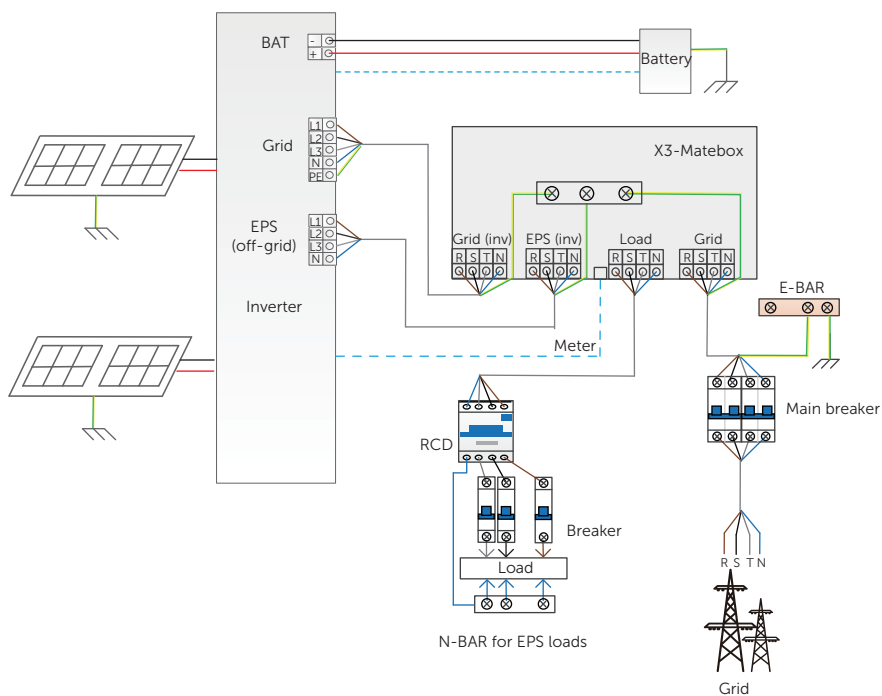 BAT
-
+
Battery
L1
L2
L3
N
PE
Grid
X3-Matebox
EPS
(off-grid)
L1
L2
L3
N
Grid (inv)
EPS (inv)
Load
Grid
R S T N
R S T N
R S T N
R S T N
E-BAR
Inverter
Meter
Main breaker
RCD
Breaker
Load
R S T N
N-BAR for EPS loads
Grid